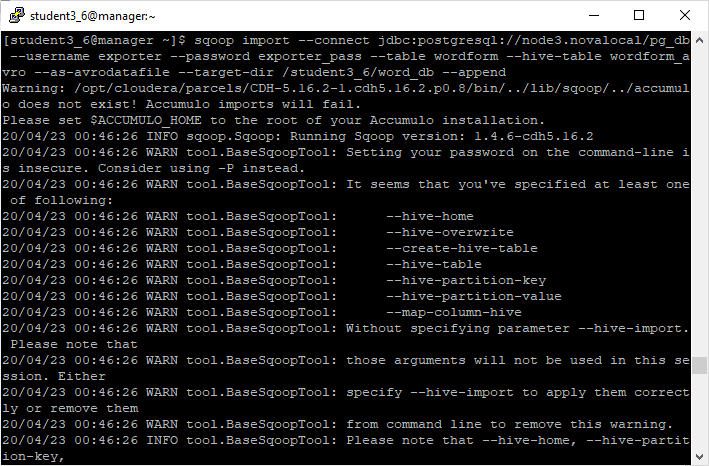 student3_6@manager:~
[student3_6@manager ~]$ sqoop import --connect jdbc:postgresql://node3.novalocal/pg_db
 --username exporter --password exporter_pass --table wordform --hive-table wordform_a
vro --as-avrodatafile --target-dir /student3_6/word_db --append
Warning: /opt/cloudera/parcels/CDH-5.16.2-1.cdh5.16.2.p0.8/bin/../lib/sqoop/../accumul
o does not exist! Accumulo imports will fail.
Please set $ACCUMULO_HOME to the root of your Accumulo installation.
20/04/23 00:46:26 INFO sqoop.Sqoop: Running Sqoop version: 1.4.6-cdh5.16.2
20/04/23 00:46:26 WARN tool.BaseSqoopTool: Setting your password on the command-line i
s insecure. Consider using -P instead.
20/04/23 00:46:26 WARN tool.BaseSqoopTool: It seems that you've specified at least one
 of following:
20/04/23 00:46:26 WARN tool.BaseSqoopTool:      --hive-home
20/04/23 00:46:26 WARN tool.BaseSqoopTool:      --hive-overwrite
20/04/23 00:46:26 WARN tool.BaseSqoopTool:      --create-hive-table
20/04/23 00:46:26 WARN tool.BaseSqoopTool:      --hive-table
20/04/23 00:46:26 WARN tool.BaseSqoopTool:      --hive-partition-key
20/04/23 00:46:26 WARN tool.BaseSqoopTool:      --hive-partition-value
20/04/23 00:46:26 WARN tool.BaseSqoopTool:      --map-column-hive
20/04/23 00:46:26 WARN tool.BaseSqoopTool: Without specifying parameter --hive-import.
 Please note that
20/04/23 00:46:26 WARN tool.BaseSqoopTool: those arguments will not be used in this se
ssion. Either
20/04/23 00:46:26 WARN tool.BaseSqoopTool: specify --hive-import to apply them correct
ly or remove them
20/04/23 00:46:26 WARN tool.BaseSqoopTool: from command line to remove this warning.
20/04/23 00:46:26 INFO tool.BaseSqoopTool: Please note that --hive-home, --hive-partit
ion-key,